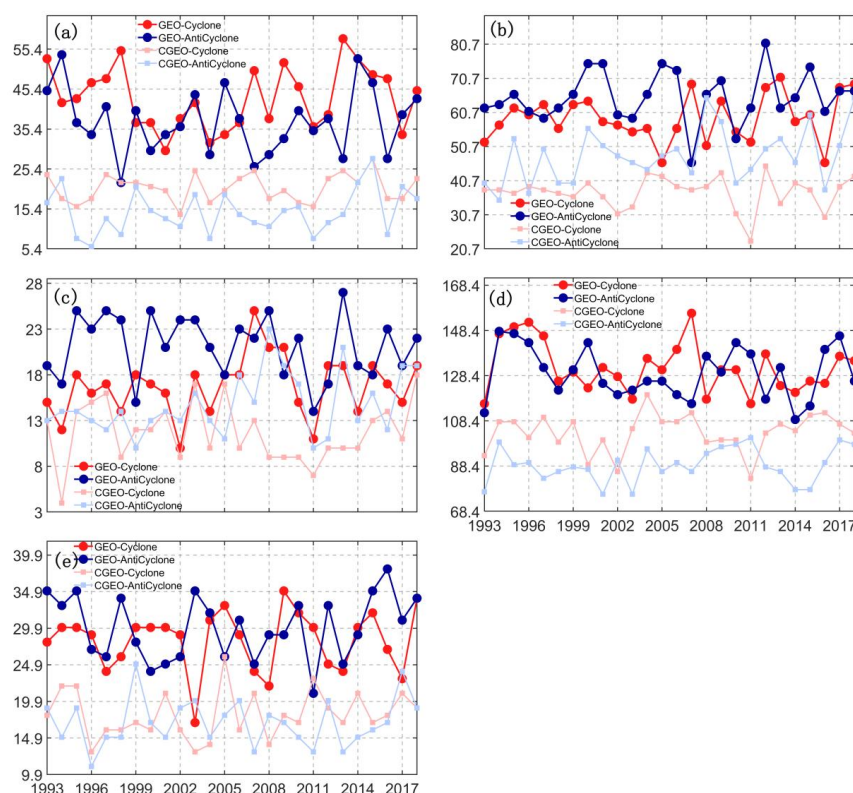 (a)
GEO-Cyclone
GEO-AntiCyclone
CGEO-Cyclone
CGEO-AntiCyclone
55.4
45.4
35.4
25.4
15.4
5.4
(b)
80.7
70.7
60.7
50.7
40.7
30.7
20.7
GEO-Cyclone
GEO-AntiCyclone
CGEO-Cyclone
CGEO-AntiCyclone
(c)
28
23
18
13
8
3
GEO-Cyclone
GEO-AntiCyclone
CGEO-Cyclone
CGEO-AntiCyclone
(d)
GEO-Cyclone
GEO-AntiCyclone
CGEO-Cyclone
CGEO-AntiCyclone
168.4
148.4
128.4
108.4
88.4
68.4
1993 1996 1999 2002 2005 2008 2011 2014 2017
(e)
GEO-Cyclone
GEO-AntiCyclone
CGEO-Cyclone
CGEO-AntiCyclone
39.9
34.9
29.9
24.9
19.9
14.9
9.9
1993 1996 1999 2002 2005 2008 2011 2014 2017